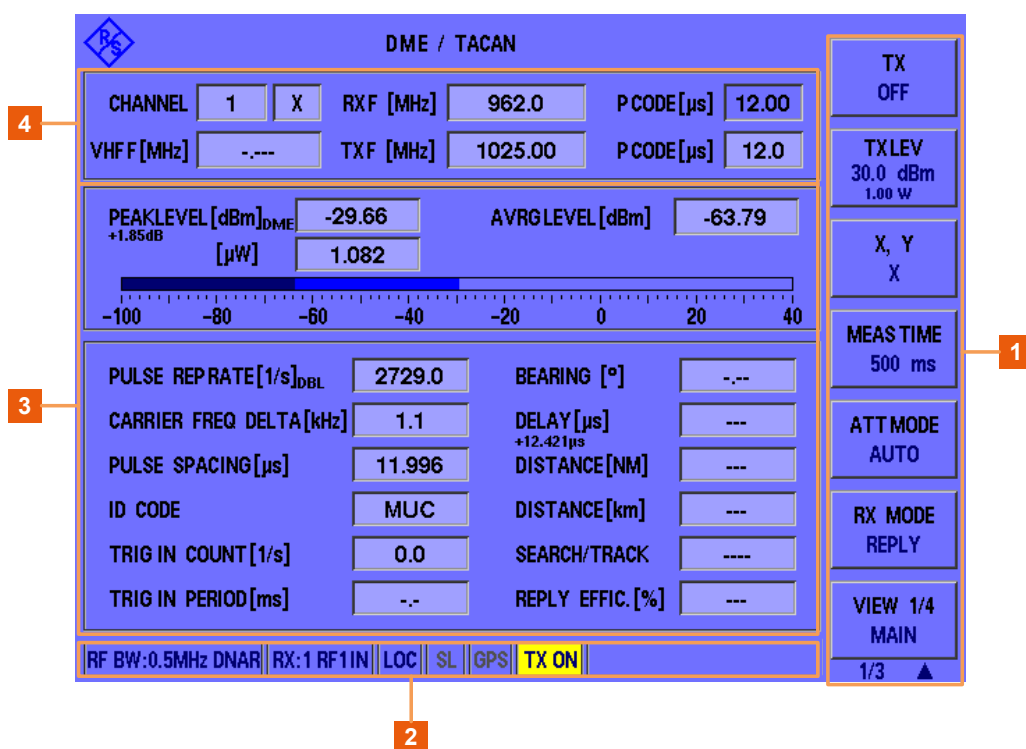 R/S
DME / TACAN
CHANNEL 1 X RXF [MHz] 962.0 P CODE[µs] 12.00
VHF F[MHz] -.--- TXF [MHz] 1025.00 P CODE[µs] 12.0
PEAK LEVEL [dBm]DME -29.66 AVRG LEVEL [dBm] -63.79
+1.85dB
[µW] 1.082
-100 -80 -60 -40 -20 0 20 40
PULSE REP RATE [1/s]DBL 2729.0 BEARING [°] -.--
CARRIER FREQ DELTA [kHz] 1.1 DELAY [µs] ---
+12.421µs
PULSE SPACING [µs] 11.996 DISTANCE [NM] ---
ID CODE MUC DISTANCE [km] ---
TRIG IN COUNT [1/s] 0.0 SEARCH/TRACK ----
TRIG IN PERIOD [ms] -.- REPLY EFFIC. [%] ---
RF BW:0.5MHz DNAR RX:1 RF1IN LOC SL GPS TX ON
TX
OFF
TX LEV
30.0 dBm
1.00 W
X, Y
X
MEAS TIME
500 ms
ATT MODE
AUTO
RX MODE
REPLY
VIEW 1/4
MAIN
1/3 ▲
4
3
2
1